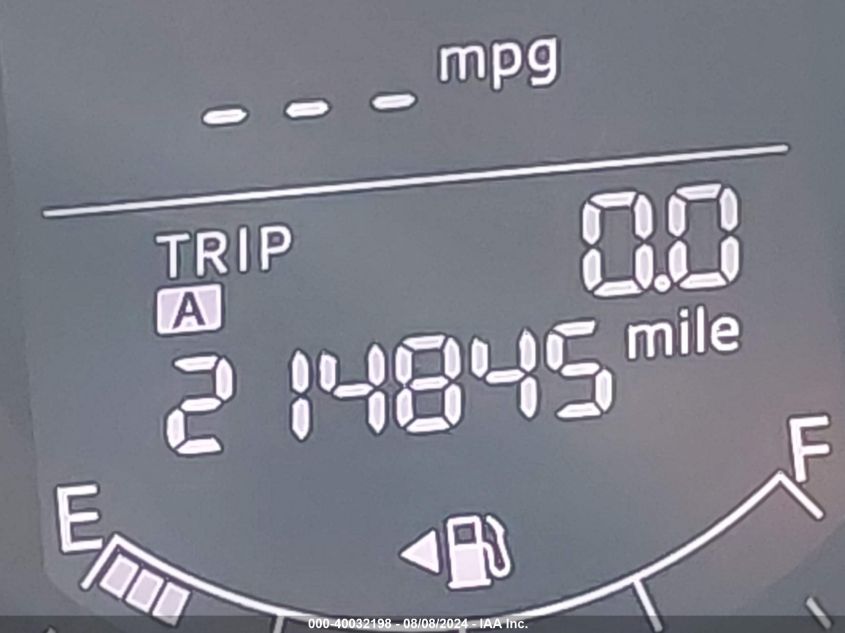 --- mpg
TRIP 0.0
A
214845 mile
E F
000-40032198 - 08/08/2024 - IAA Inc.